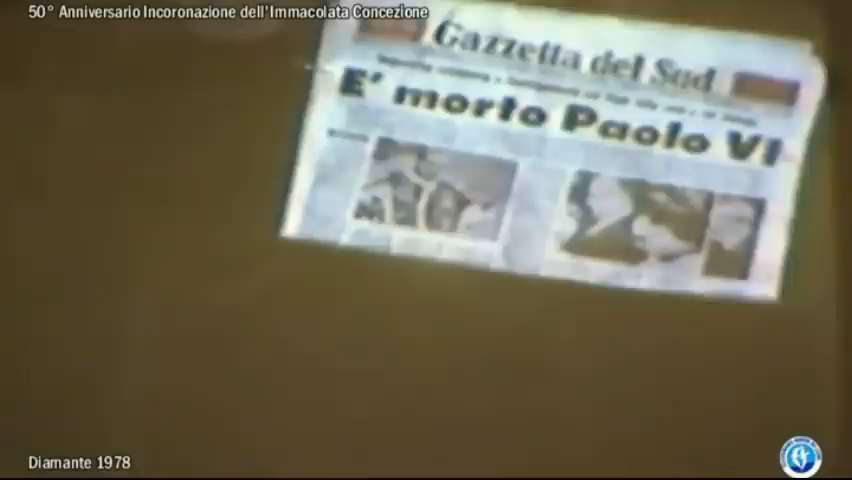 50° Anniversario Incoronazione dell'Immacolata Concezione
Gazzetta del Sud
E' morto Paolo VI
Diamante 1978